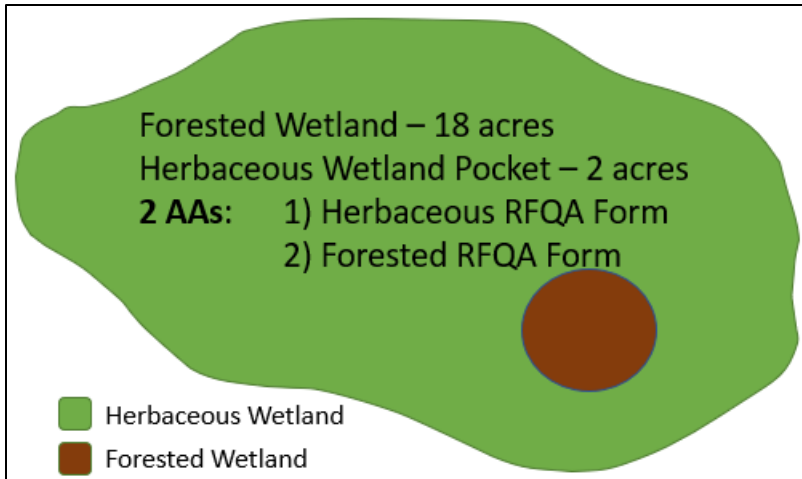 Forested Wetland – 18 acres
Herbaceous Wetland Pocket – 2 acres
2 AAs: 1) Herbaceous RFQA Form
2) Forested RFQA Form
Herbaceous Wetland
Forested Wetland